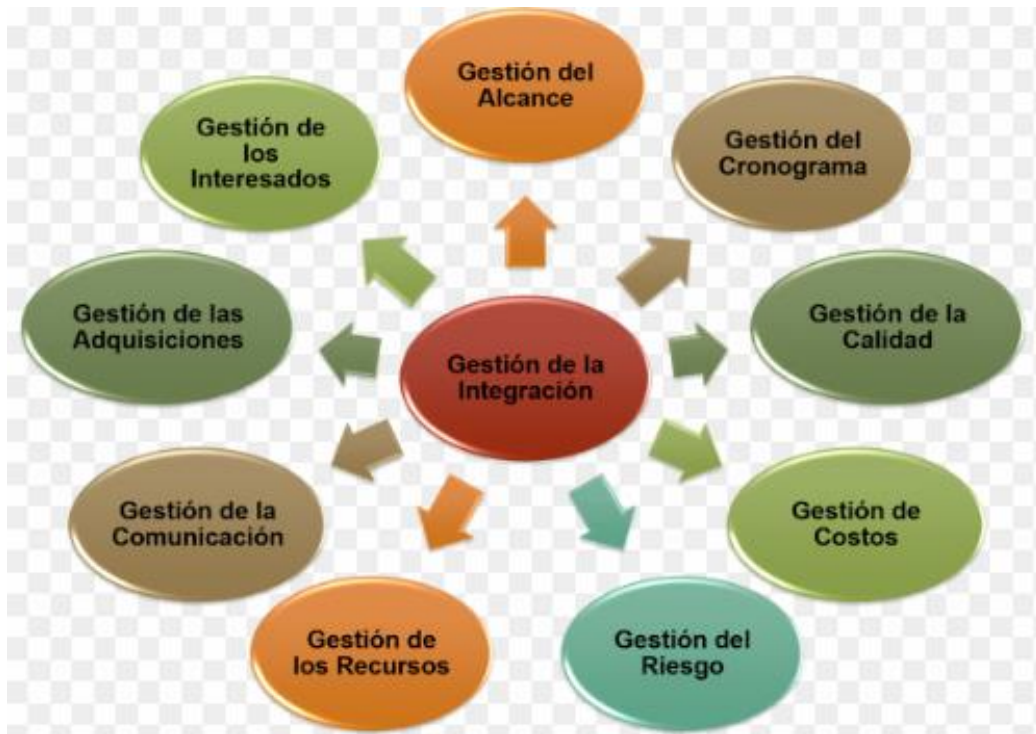 Gestión del
Alcance
Gestión del
Cronograma
Gestión de la
Calidad
Gestión de
Costos
Gestión del
Riesgo
Gestión de
los Recursos
Gestión de la
Comunicación
Gestión de las
Adquisiciones
Gestión de
los
Interesados
Gestión de la
Integración